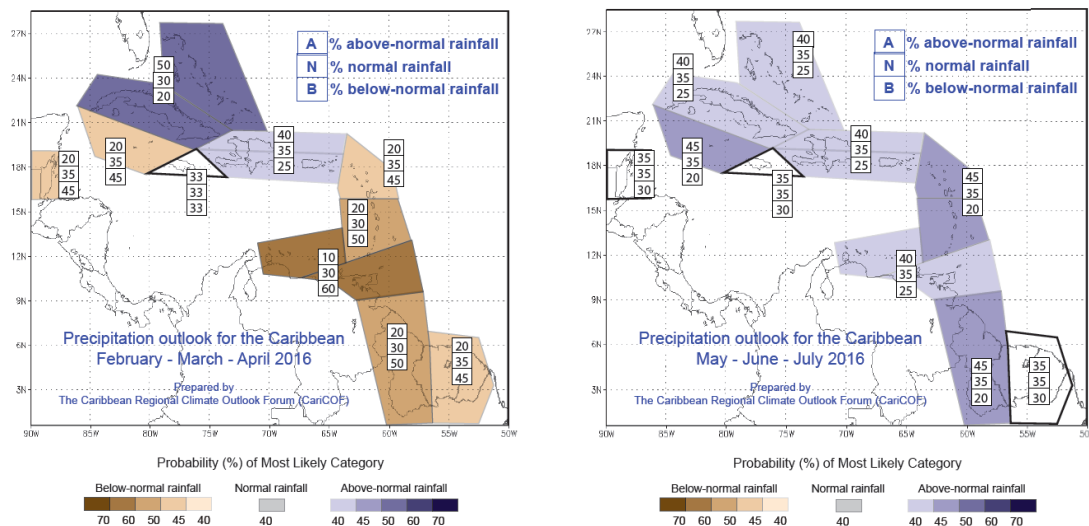 27N
24N
21N
18N
15N
12N
9N
6N
3N
90W
85W
80W
75W
70W
65W
60W
55W
50W
A % above-normal rainfall
N % normal rainfall
B % below-normal rainfall
50
30
20
20
35
45
20
35
45
33
33
33
40
35
25
20
35
45
20
30
50
10
30
60
20
30
50
20
35
45
Precipitation outlook for the Caribbean
February - March - April 2016
Prepared by
The Caribbean Regional Climate Outlook Forum (CariCOF)
Probability (%) of Most Likely Category
Below-normal rainfall
Normal rainfall
Above-normal rainfall
70 60 50 45 40
40
40 45 50 60 70
27N
24N
21N
18N
15N
12N
9N
6N
3N
90W
85W
80W
75W
70W
65W
60W
55W
50W
A % above-normal rainfall
N % normal rainfall
B % below-normal rainfall
40
35
25
40
35
25
35
35
30
45
35
20
35
35
30
40
35
25
45
35
20
40
35
25
45
35
20
35
35
30
Precipitation outlook for the Caribbean
May - June - July 2016
Prepared by
The Caribbean Regional Climate Outlook Forum (CariCOF)
Probability (%) of Most Likely Category
Below-normal rainfall
Normal rainfall
Above-normal rainfall
70 60 50 45 40
40
40 45 50 60 70